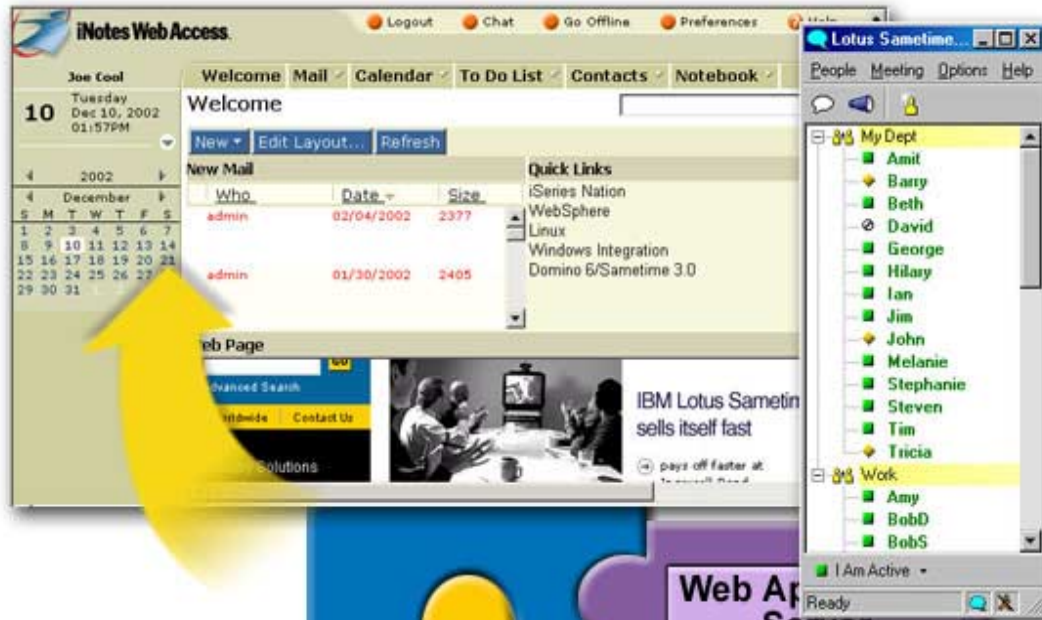 iNotes Web Access.
Logout Chat Go Offline Preferences Help
Joe Cool
Welcome Mail Calendar To Do List Contacts Notebook
10 Tuesday
Dec 10, 2002
01:57PM
Welcome
New Edit Layout... Refresh
2002
December
S M T W T F S
1 2 3 4 5 6 7
8 9 10 11 12 13 14
15 16 17 18 19 20 21
22 23 24 25 26 27
29 30 31
New Mail
Who Date Size
admin 02/04/2002 2377
admin 01/30/2002 2405
Quick Links
iSeries Nation
WebSphere
Linux
Windows Integration
Domino 6/Sametime 3.0
eb Page
Advanced Search
Contact Us
olutions
IBM Lotus Sametim
sells itself fast
pays off faster at
Lotus Sametime...
People Meeting Options Help
My Dept
Amit
Barry
Beth
David
George
Hilary
Ian
Jim
John
Melanie
Stephanie
Steven
Tim
Tricia
Work
Amy
BobD
BobS
I Am Active
Ready
Web Ap